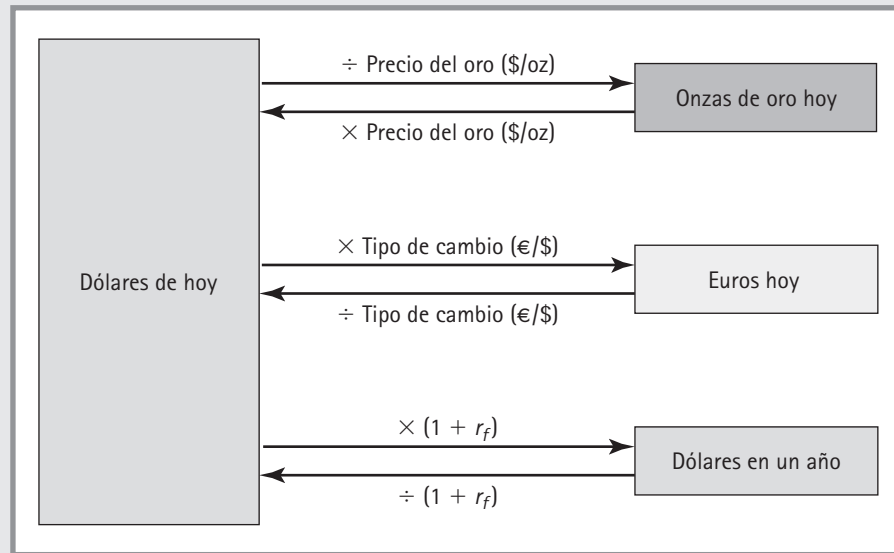 ÷ Precio del oro ($/oz)
Onzas de oro hoy
× Precio del oro ($/oz)
Dólares de hoy
× Tipo de cambio (€/$)
Euros hoy
÷ Tipo de cambio (€/$)
× (1 + r_f)
Dólares en un año
÷ (1 + r_f)